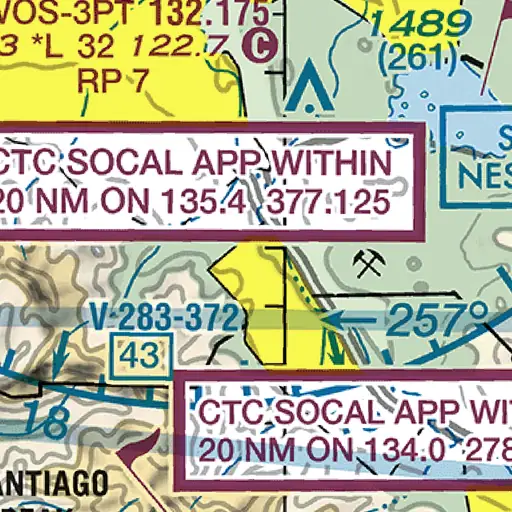 WOS-3PT 132.175
3 *L 32 122.7 C
RP 7
1489
(261)
CTC SOCAL APP WITHIN
20 NM ON 135.4 377.125
S
NES
V 283-372
257°
43
CTC SOCAL APP WI
20 NM ON 134.0 278
18
ANTIAGO